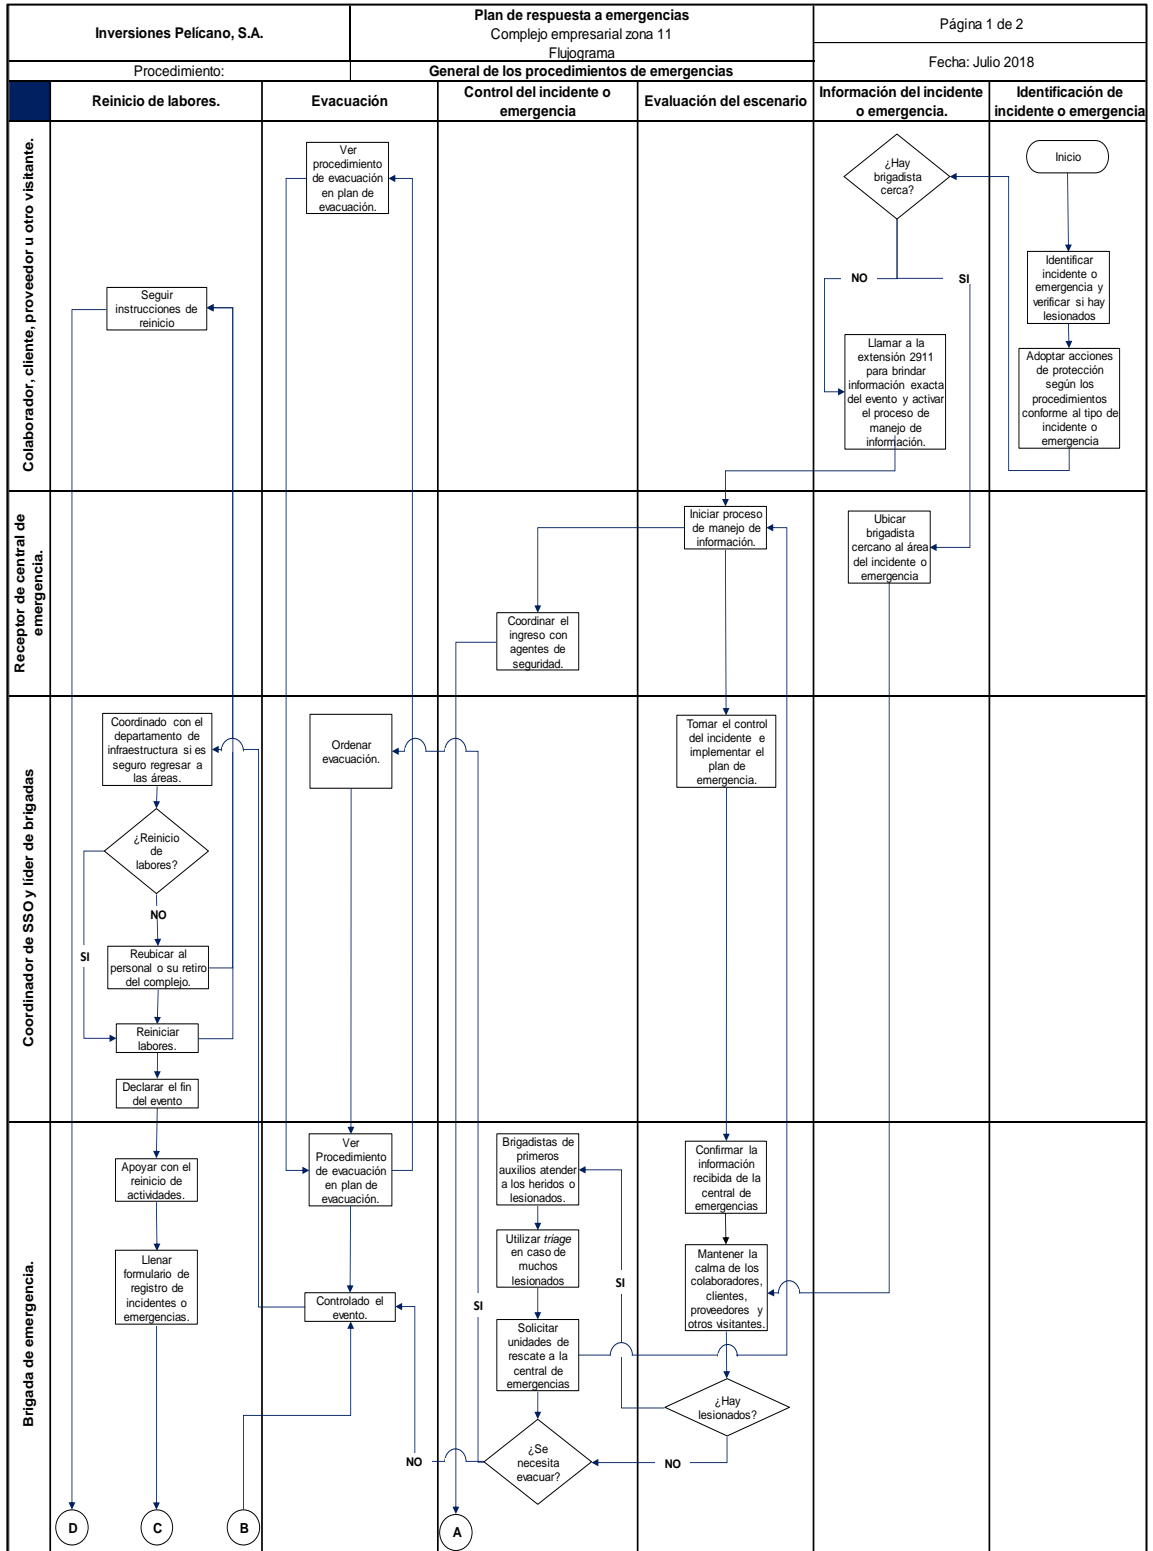 Inversiones Pelícano, S.A.
Plan de respuesta a emergencias
Complejo empresarial zona 11
Flujograma
Página 1 de 2
Fecha: Julio 2018
Procedimiento:
General de los procedimientos de emergencias
Reinicio de labores.
Evacuación
Control del incidente o
emergencia
Evaluación del escenario
Información del incidente
o emergencia.
Identificación de
incidente o emergencia
Colaborador, cliente, proveedor u otro visitante.
Ver
procedimiento
de evacuación
en plan de
evacuación.
¿Hay
brigadista
cerca?
Inicio
NO
SI
Identificar
incidente o
emergencia y
verificar si hay
lesionados
Seguir
instrucciones de
reinicio
Llamar a la
extensión 2911
para brindar
información exacta
del evento y activar
el proceso de
manejo de
información.
Adoptar acciones
de protección
según los
procedimientos
conforme al tipo de
incidente o
emergencia
Receptor de central de
emergencia.
Iniciar proceso
de manejo de
información.
Ubicar
brigadista
cercano al área
del incidente o
emergencia
Coordinar el
ingreso con
agentes de
seguridad.
Coordinador de SSO y líder de brigadas
Coordinado con el
departamento de
infraestructura si es
seguro regresar a
las áreas.
Ordenar
evacuación.
Tomar el control
del incidente e
implementar el
plan de
emergencia.
¿Reinicio
de
labores?
NO
SI
Reubicar al
personal o su retiro
del complejo.
Reiniciar
labores.
Declarar el fin
del evento
Brigada de emergencia.
Apoyar con el
reinicio de
actividades.
Ver
Procedimiento
de evacuación
en plan de
evacuación.
Brigadistas de
primeros
auxilios atender
a los heridos o
lesionados.
Confirmar la
información
recibida de la
central de
emergencias
Llenar
formulario de
registro de
incidentes o
emergencias.
Utilizar triage
en caso de
muchos
lesionados
Mantener la
calma de los
colaboradores,
clientes,
proveedores y
otros visitantes.
SI
SI
Controlado el
evento.
Solicitar
unidades de
rescate a la
central de
emergencias
¿Hay
lesionados?
¿Se
necesita
evacuar?
NO
NO
D
C
B
A